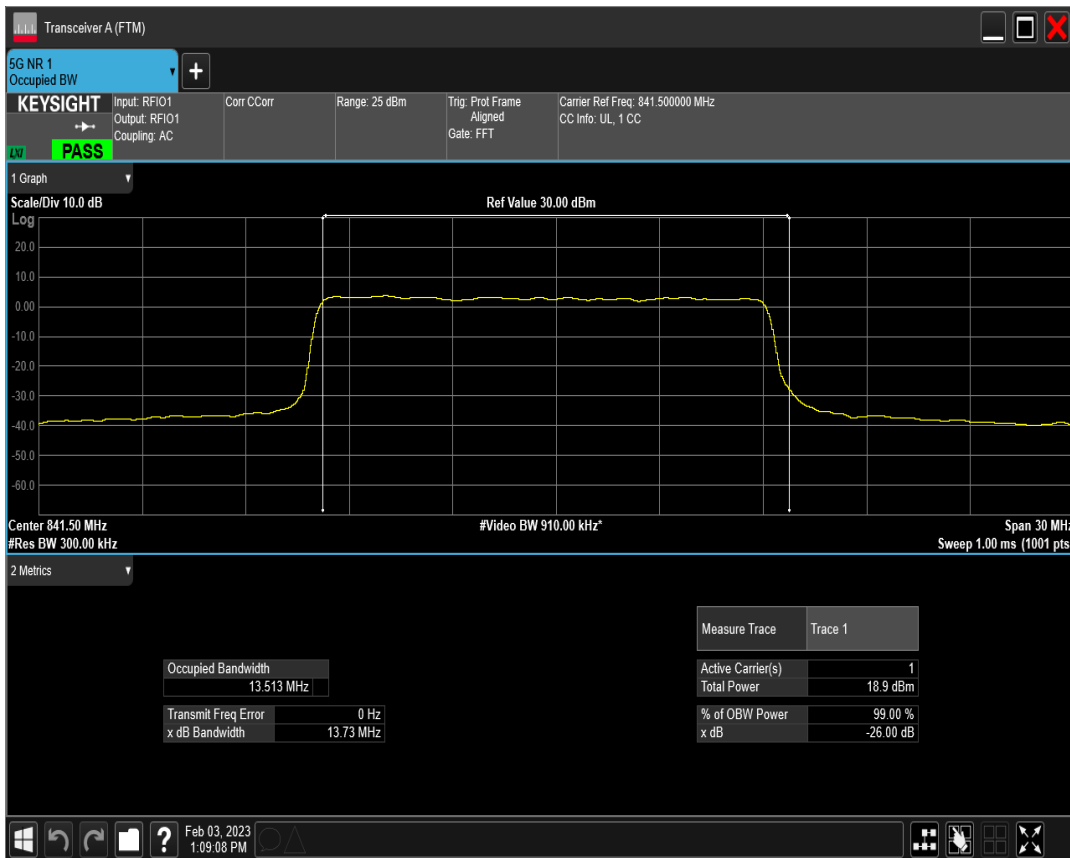 Transceiver A (FTM)
5G NR 1
Occupied BW
+
KEYSIGHT
LXI
PASS
Input: RFIO1
Output: RFIO1
Coupling: AC
Corr CCorr
Range: 25 dBm
Trig: Prot Frame
Aligned
Gate: FFT
Carrier Ref Freq: 841.500000 MHz
CC Info: UL, 1 CC
1 Graph
Scale/Div 10.0 dB
Ref Value 30.00 dBm
Log
20.0
10.0
0.00
-10.0
-20.0
-30.0
-40.0
-50.0
-60.0
Center 841.50 MHz
#Video BW 910.00 kHz*
Span 30 MHz
#Res BW 300.00 kHz
Sweep 1.00 ms (1001 pts
2 Metrics
Measure Trace Trace 1
Occupied Bandwidth
13.513 MHz
Active Carrier(s) 1
Total Power 18.9 dBm
Transmit Freq Error 0 Hz
x dB Bandwidth 13.73 MHz
% of OBW Power 99.00 %
x dB -26.00 dB
?
Feb 03, 2023
1:09:08 PM